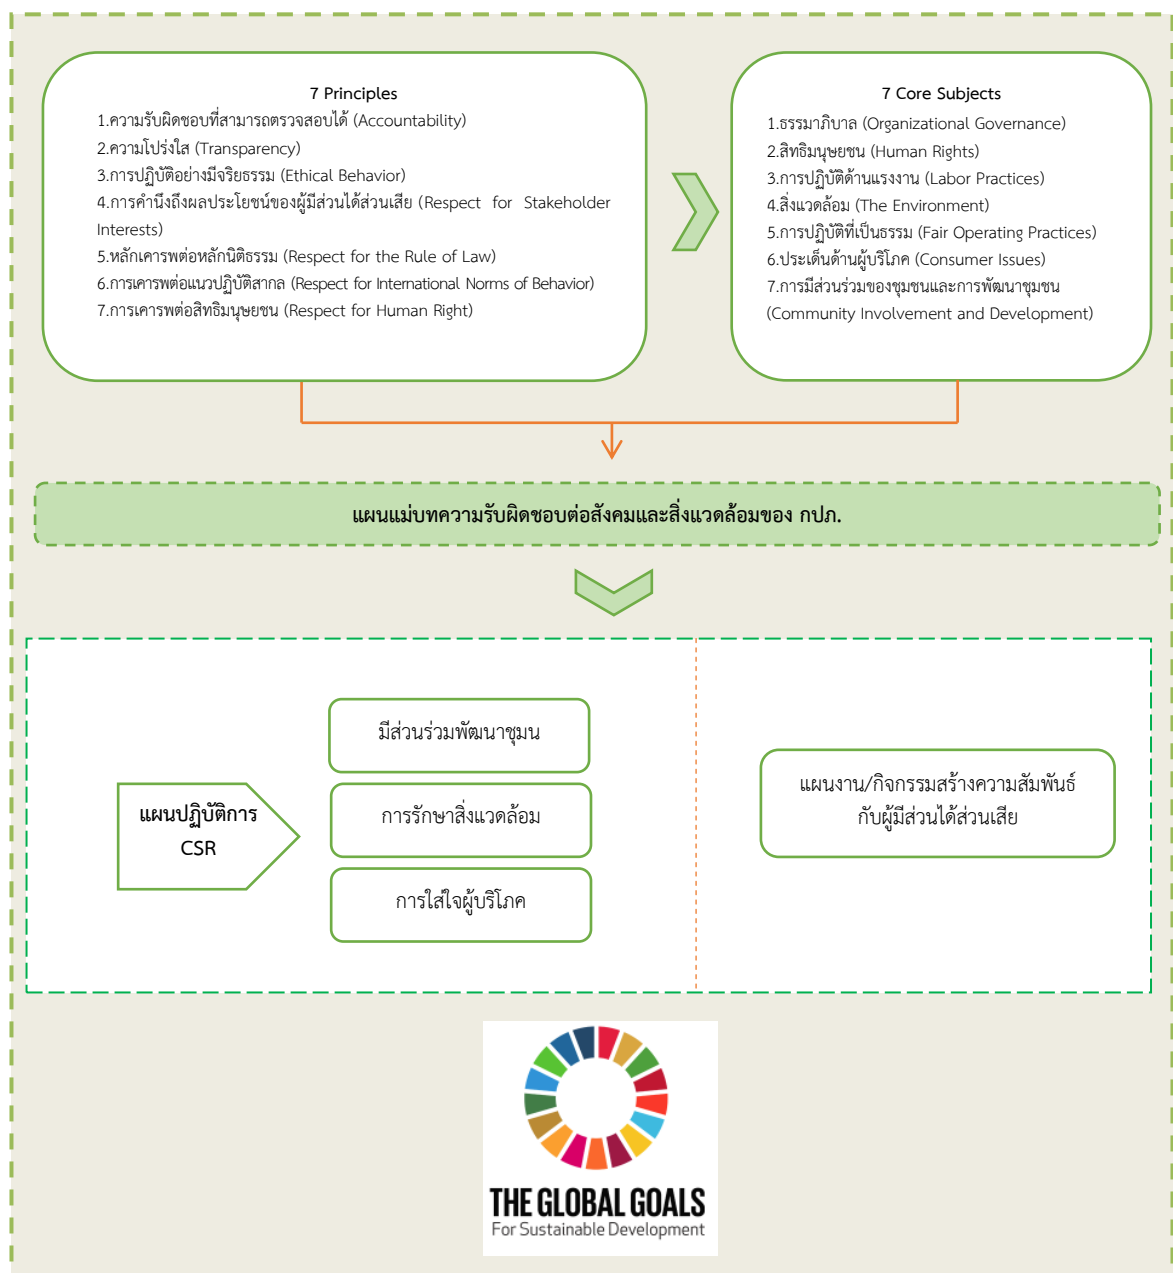 7 Principles
1.ความรับผิดชอบที่สามารถตรวจสอบได้ (Accountability)
2.ความโปร่งใส (Transparency)
3.การปฏิบัติอย่างมีจริยธรรม (Ethical Behavior)
4.การคำนึงถึงผลประโยชน์ของผู้มีส่วนได้ส่วนเสีย (Respect for Stakeholder
Interests)
5.หลักเคารพต่อหลักนิติธรรม (Respect for the Rule of Law)
6.การเคารพต่อแนวปฏิบัติสากล (Respect for International Norms of Behavior)
7.การเคารพต่อสิทธิมนุษยชน (Respect for Human Right)
7 Core Subjects
1.ธรรมาภิบาล (Organizational Governance)
2.สิทธิมนุษยชน (Human Rights)
3.การปฏิบัติด้านแรงงาน (Labor Practices)
4.สิ่งแวดล้อม (The Environment)
5.การปฏิบัติที่เป็นธรรม (Fair Operating Practices)
6.ประเด็นด้านผู้บริโภค (Consumer Issues)
7.การมีส่วนร่วมของชุมชนและการพัฒนาชุมชน
(Community Involvement and Development)
แผนแม่บทความรับผิดชอบต่อสังคมและสิ่งแวดล้อมของ กปภ.
แผนปฏิบัติการ
CSR
มีส่วนร่วมพัฒนาชุมน
การรักษาสิ่งแวดล้อม
การใส่ใจผู้บริโภค
แผนงาน/กิจกรรมสร้างความสัมพันธ์
กับผู้มีส่วนได้ส่วนเสีย
THE GLOBAL GOALS
For Sustainable Development